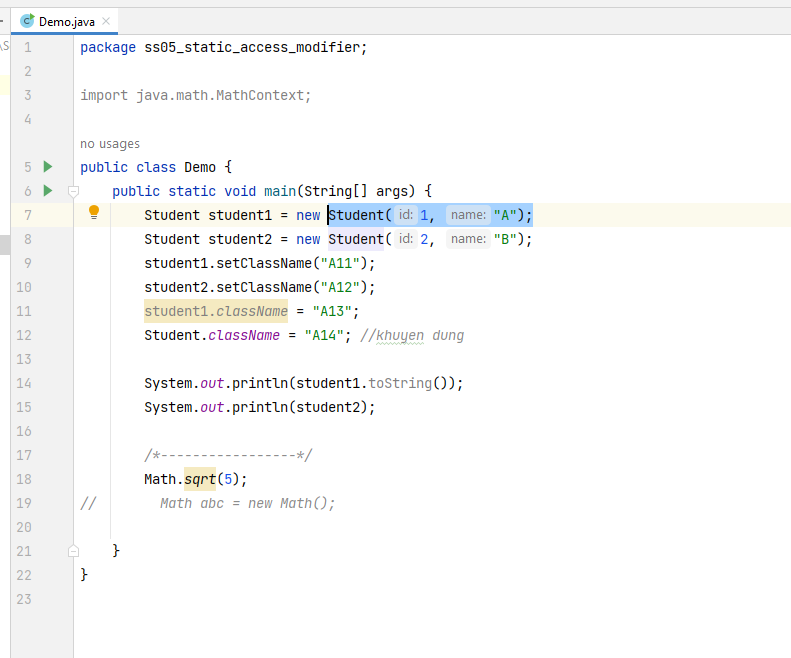 Demo.java
\S
1 package ss05_static_access_modifier;
2
3 import java.math.MathContext;
4
no usages
5 public class Demo {
6 public static void main(String[] args) {
7 Student student1 = new Student( id: 1, name: "A");
8 Student student2 = new Student( id: 2, name: "B");
9 student1.setClassName("A11");
10 student2.setClassName("A12");
11 student1.className = "A13";
12 Student.className = "A14"; //khuyen dung
13
14 System.out.println(student1.toString());
15 System.out.println(student2);
16
17 /*-----------------*/
18 Math.sqrt(5);
19 // Math abc = new Math();
20
21 }
22 }
23